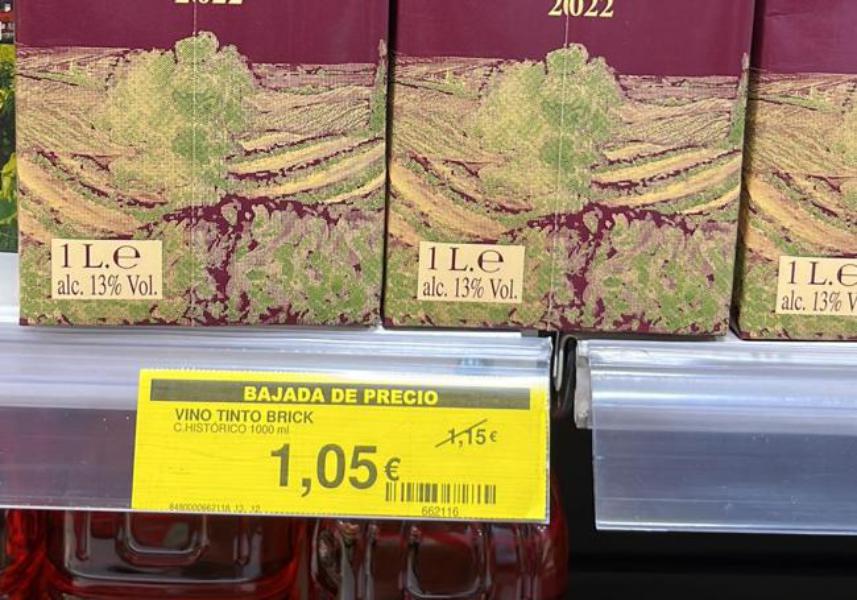 2022
2022
1 L.e
alc. 13% Vol.
1 L.e
alc. 13% Vol.
1 L.e
alc. 13% V
BAJADA DE PRECIO
VINO TINTO BRICK
C.HISTÓRICO 1000 ml
1,15 €
1,05 €
662116